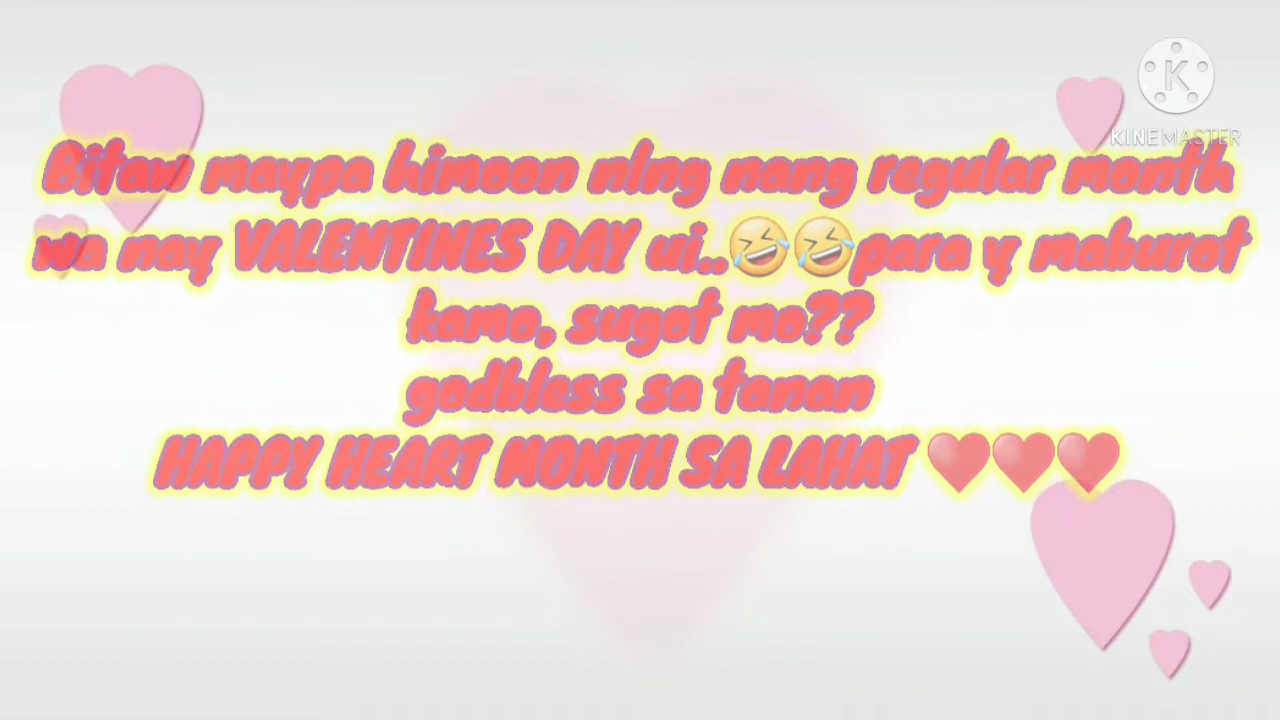 KINEMASTER
Bitaw maypa himoon ning nang regular month
wa nay VALENTINES DAY ui..🤣🤣para y mahurot
kamo, sugot mo??
godbless sa tanan
HAPPY HEART MONTH SA LAHAT ♥♥♥